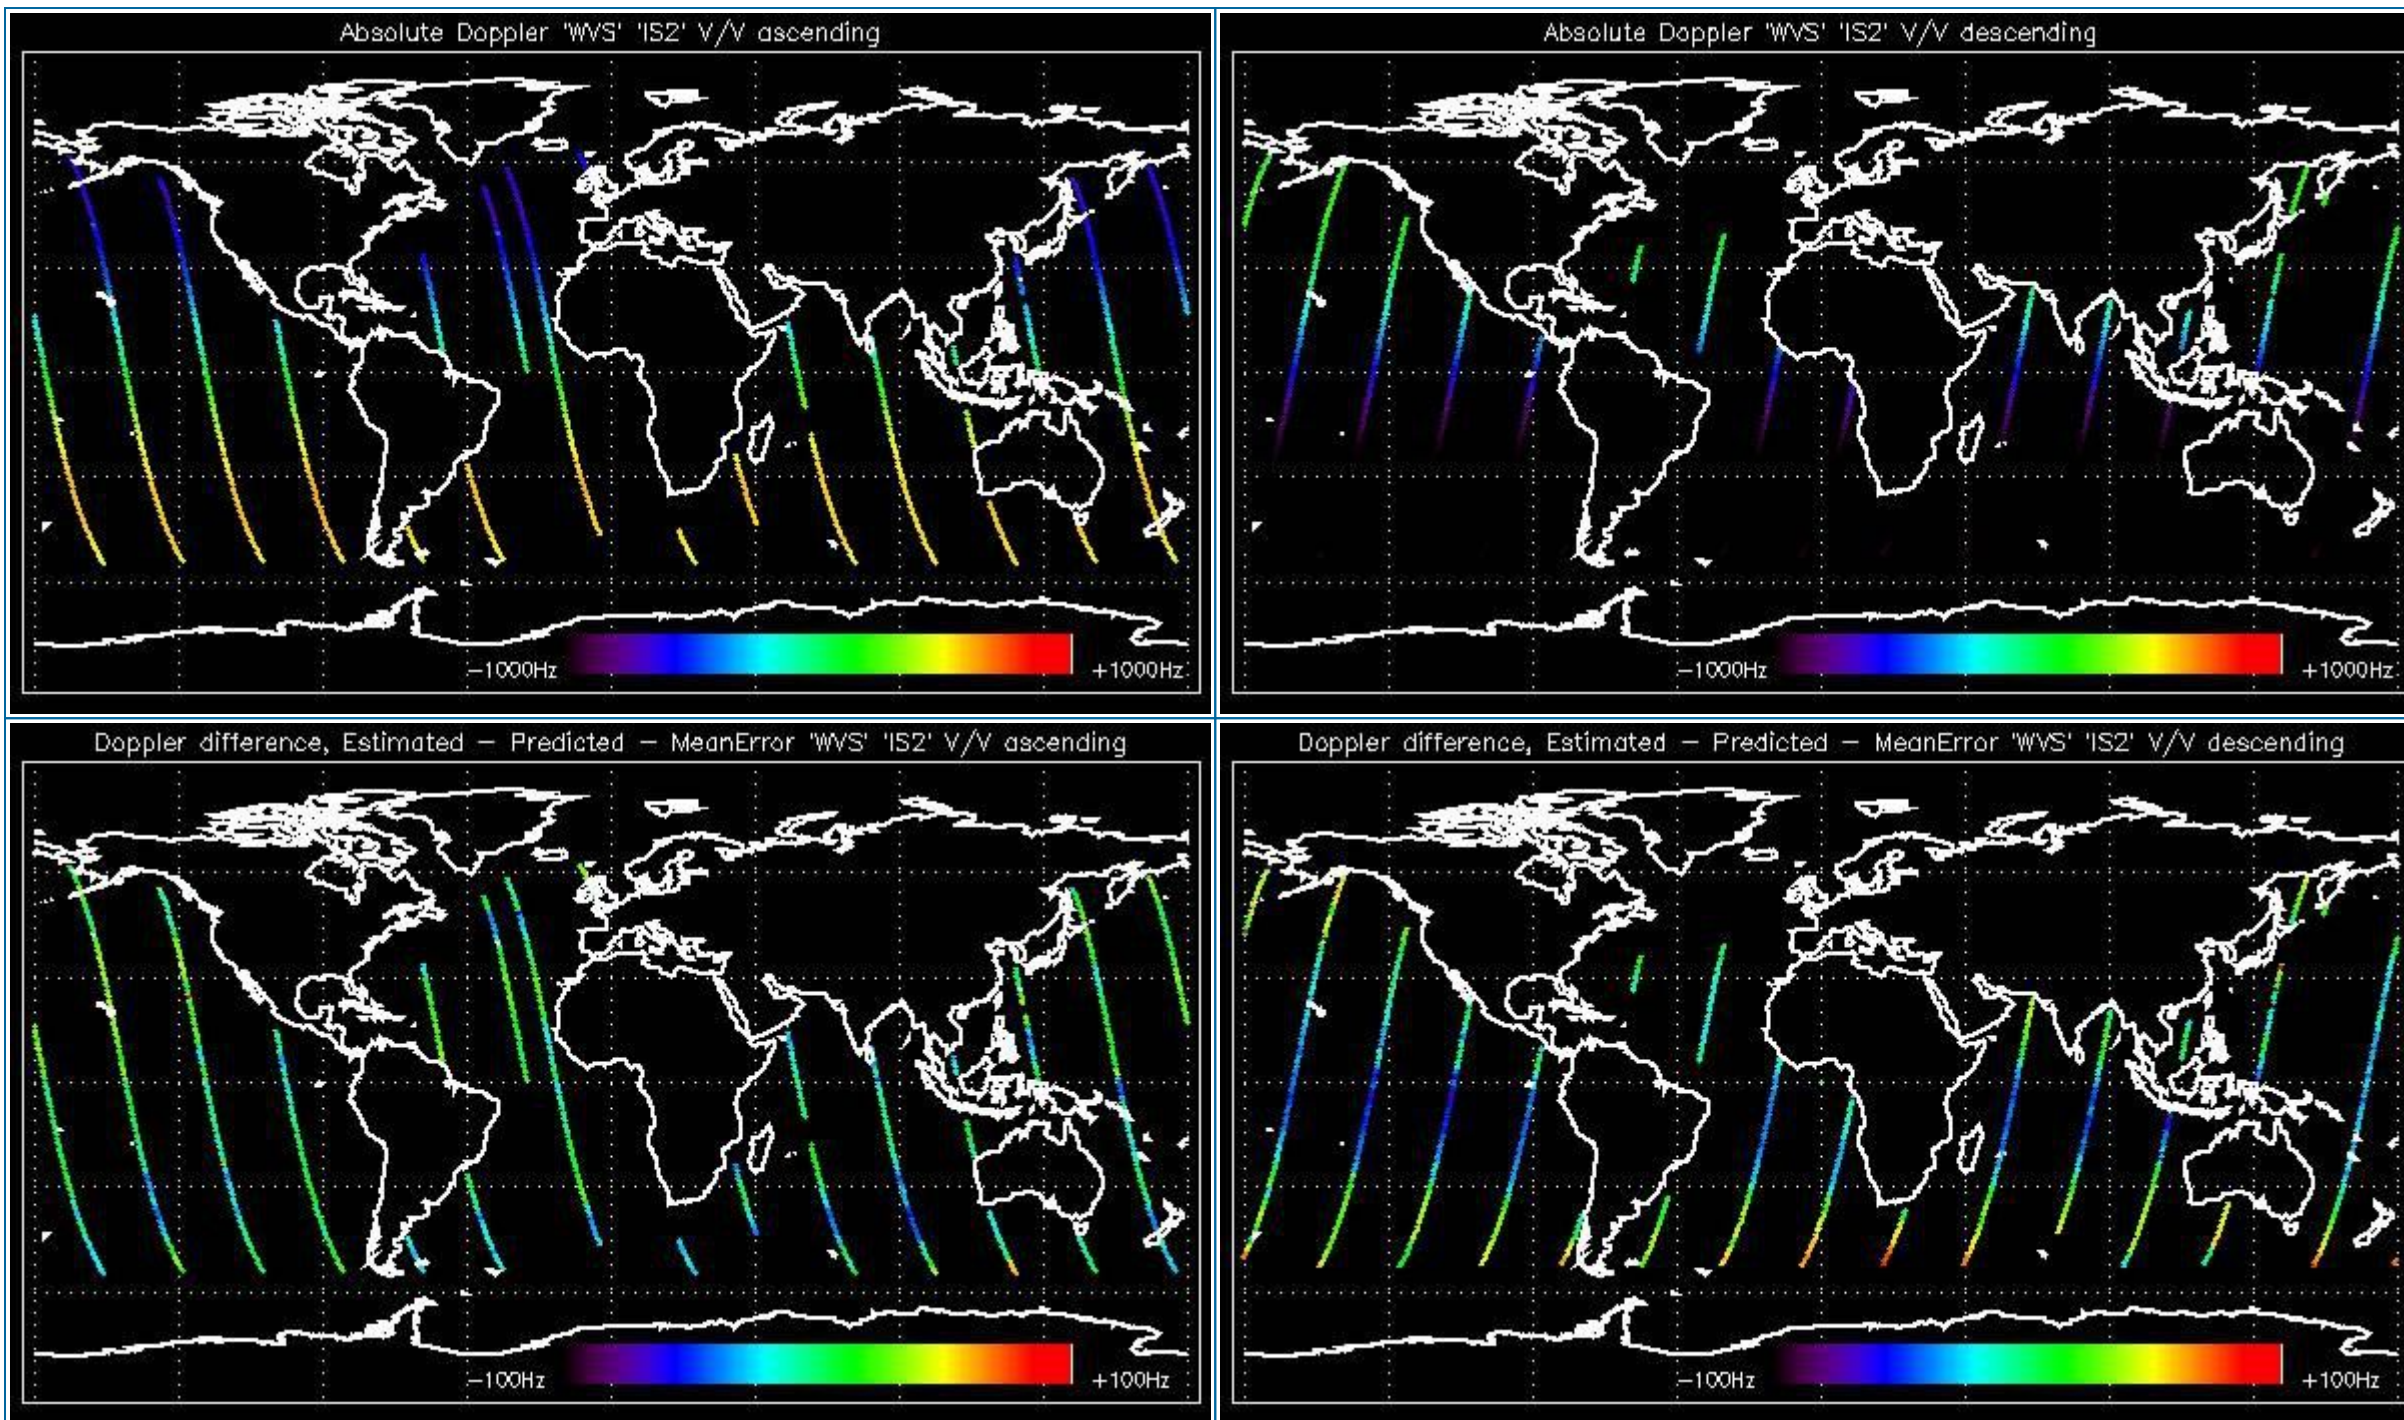 Absolute Doppler 'WVS' 'IS2' V/V ascending
−1000Hz
+1000Hz
Absolute Doppler 'WVS' 'IS2' V/V descending
−1000Hz
+1000Hz
Doppler difference, Estimated − Predicted − MeanError 'WVS' 'IS2' V/V ascending
−100Hz
+100Hz
Doppler difference, Estimated − Predicted − MeanError 'WVS' 'IS2' V/V descending
−100Hz
+100Hz